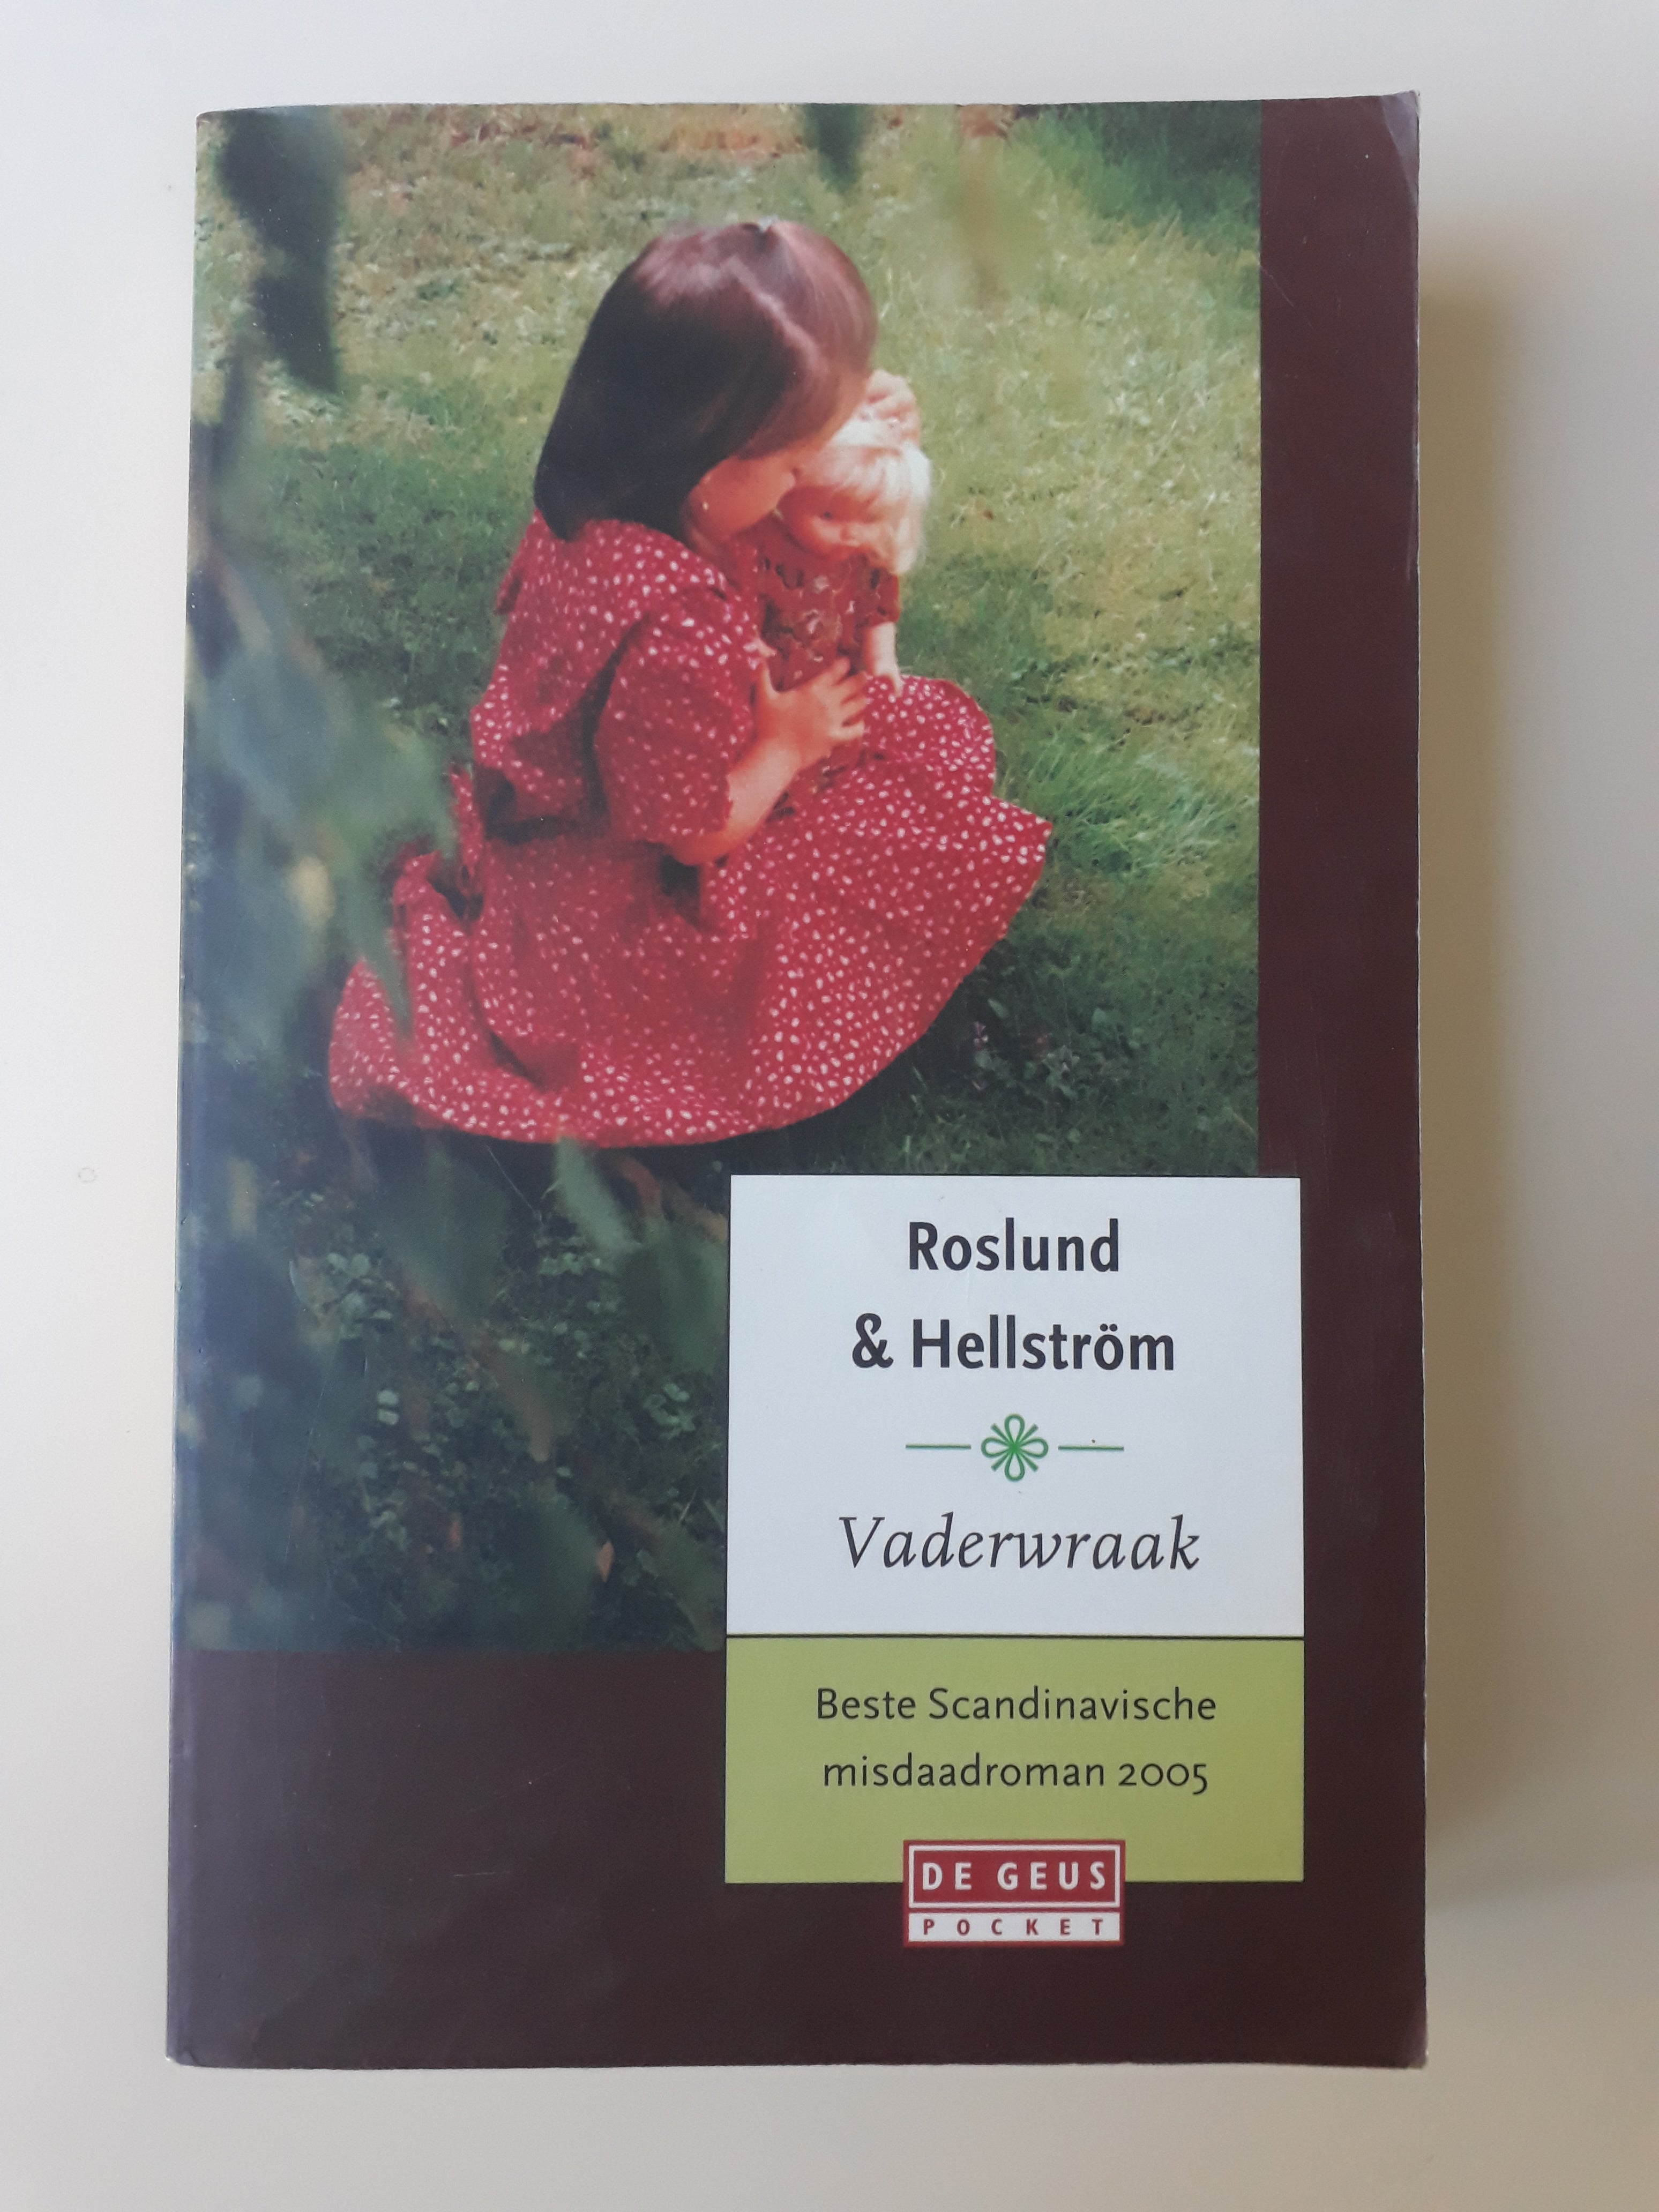 Roslund
& Hellström
Vaderwraak
Beste Scandinavische
misdaadroman 2005
DE GEUS
POCKET